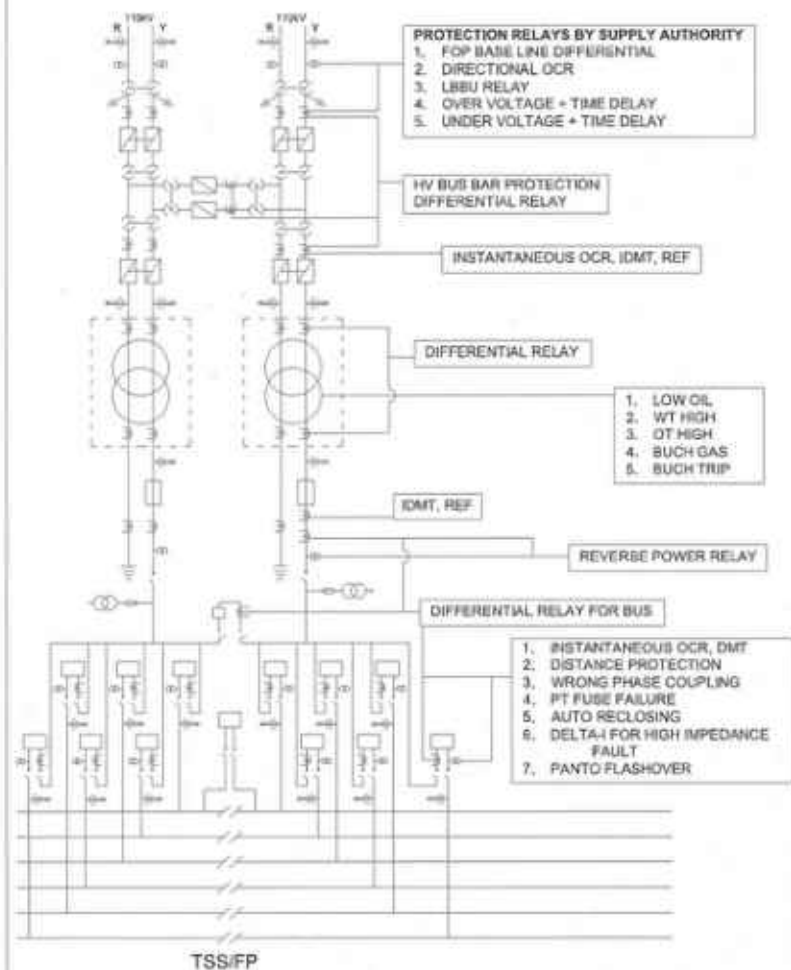 110KV 110KV
R Y R Y
PROTECTION RELAYS BY SUPPLY AUTHORITY
1. FOP BASE LINE DIFFERENTIAL
2. DIRECTIONAL OCR
3. LBBU RELAY
4. OVER VOLTAGE + TIME DELAY
5. UNDER VOLTAGE + TIME DELAY
HV BUS BAR PROTECTION
DIFFERENTIAL RELAY
INSTANTANEOUS OCR, IDMT, REF
DIFFERENTIAL RELAY
1. LOW OIL
2. WT HIGH
3. OT HIGH
4. BUCH GAS
5. BUCH TRIP
IDMT, REF
REVERSE POWER RELAY
DIFFERENTIAL RELAY FOR BUS
1. INSTANTANEOUS OCR, DMT
2. DISTANCE PROTECTION
3. WRONG PHASE COUPLING
4. PT FUSE FAILURE
5. AUTO RECLOSING
6. DELTA-I FOR HIGH IMPEDANCE
FAULT
7. PANTO FLASHOVER
TSS/FP